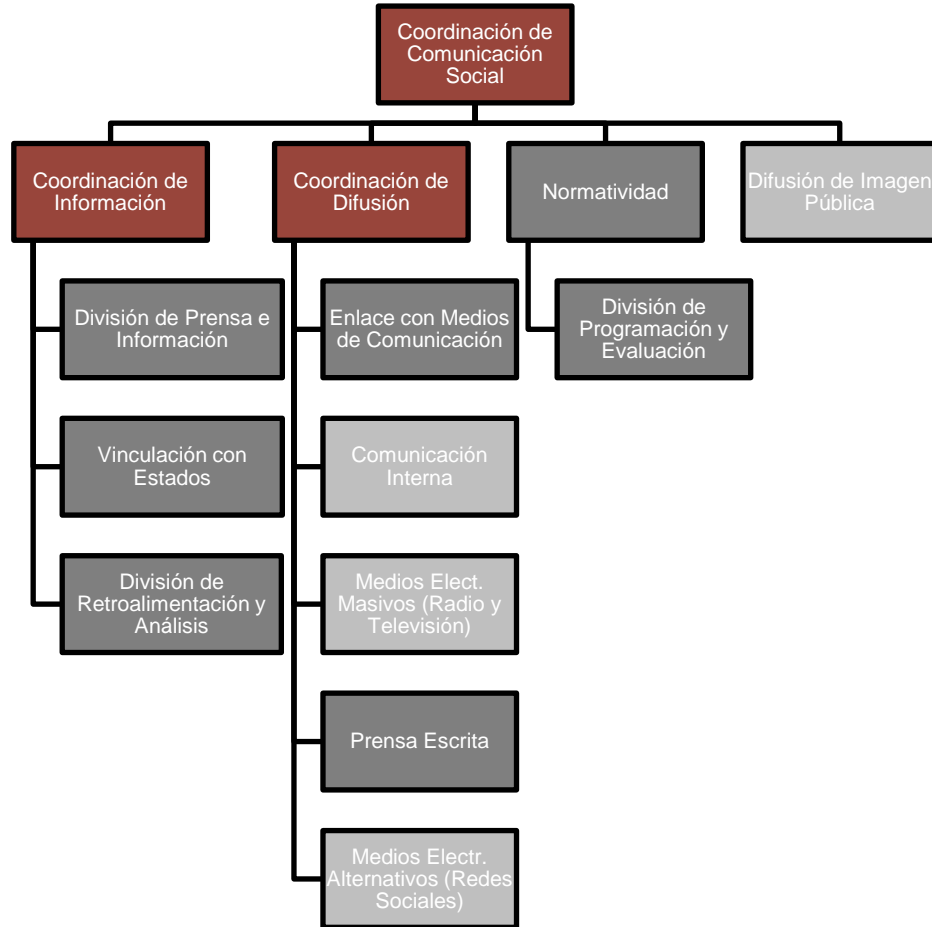 Coordinación de
Comunicación
Social
Coordinación de
Información
Coordinación de
Difusión
Normatividad
Difusión de Imagen
Pública
División de Prensa e
Información
Enlace con Medios
de Comunicación
División de
Programación y
Evaluación
Vinculación con
Estados
Comunicación
Interna
División de
Retroalimentación y
Análisis
Medios Elect.
Masivos (Radio y
Televisión)
Prensa Escrita
Medios Electr.
Alternativos (Redes
Sociales)